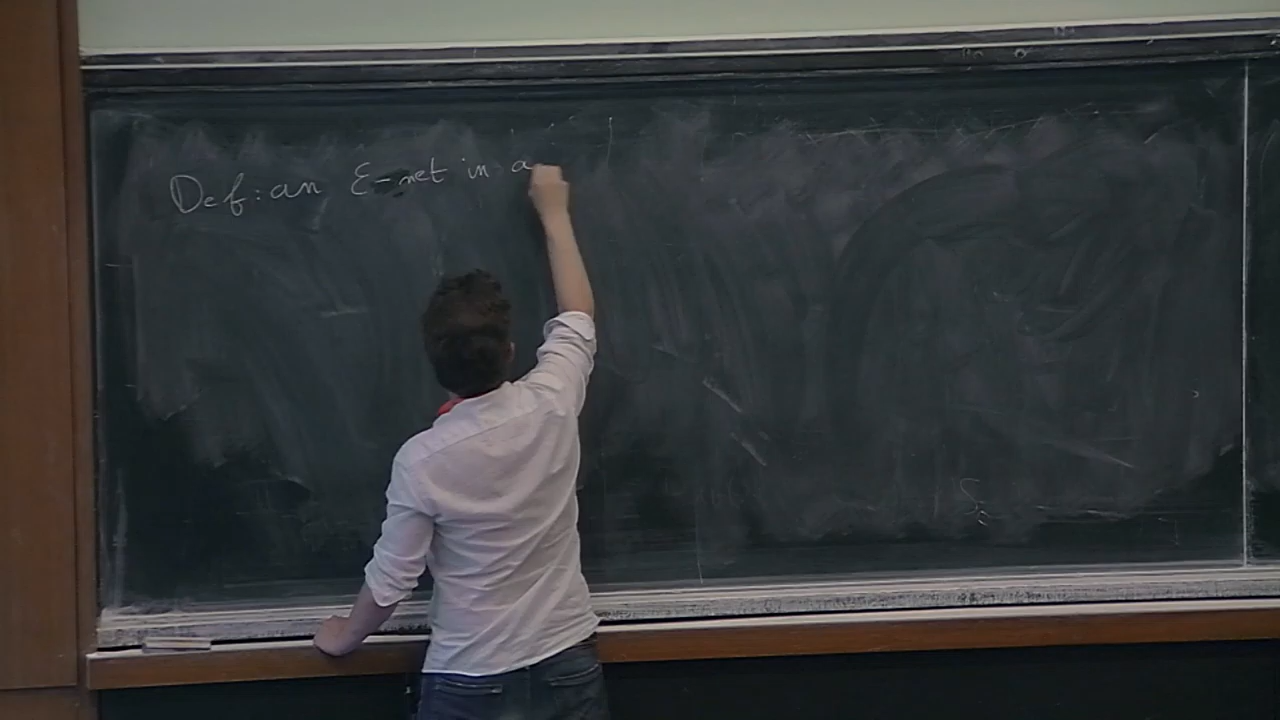 Def: an ε-net in a